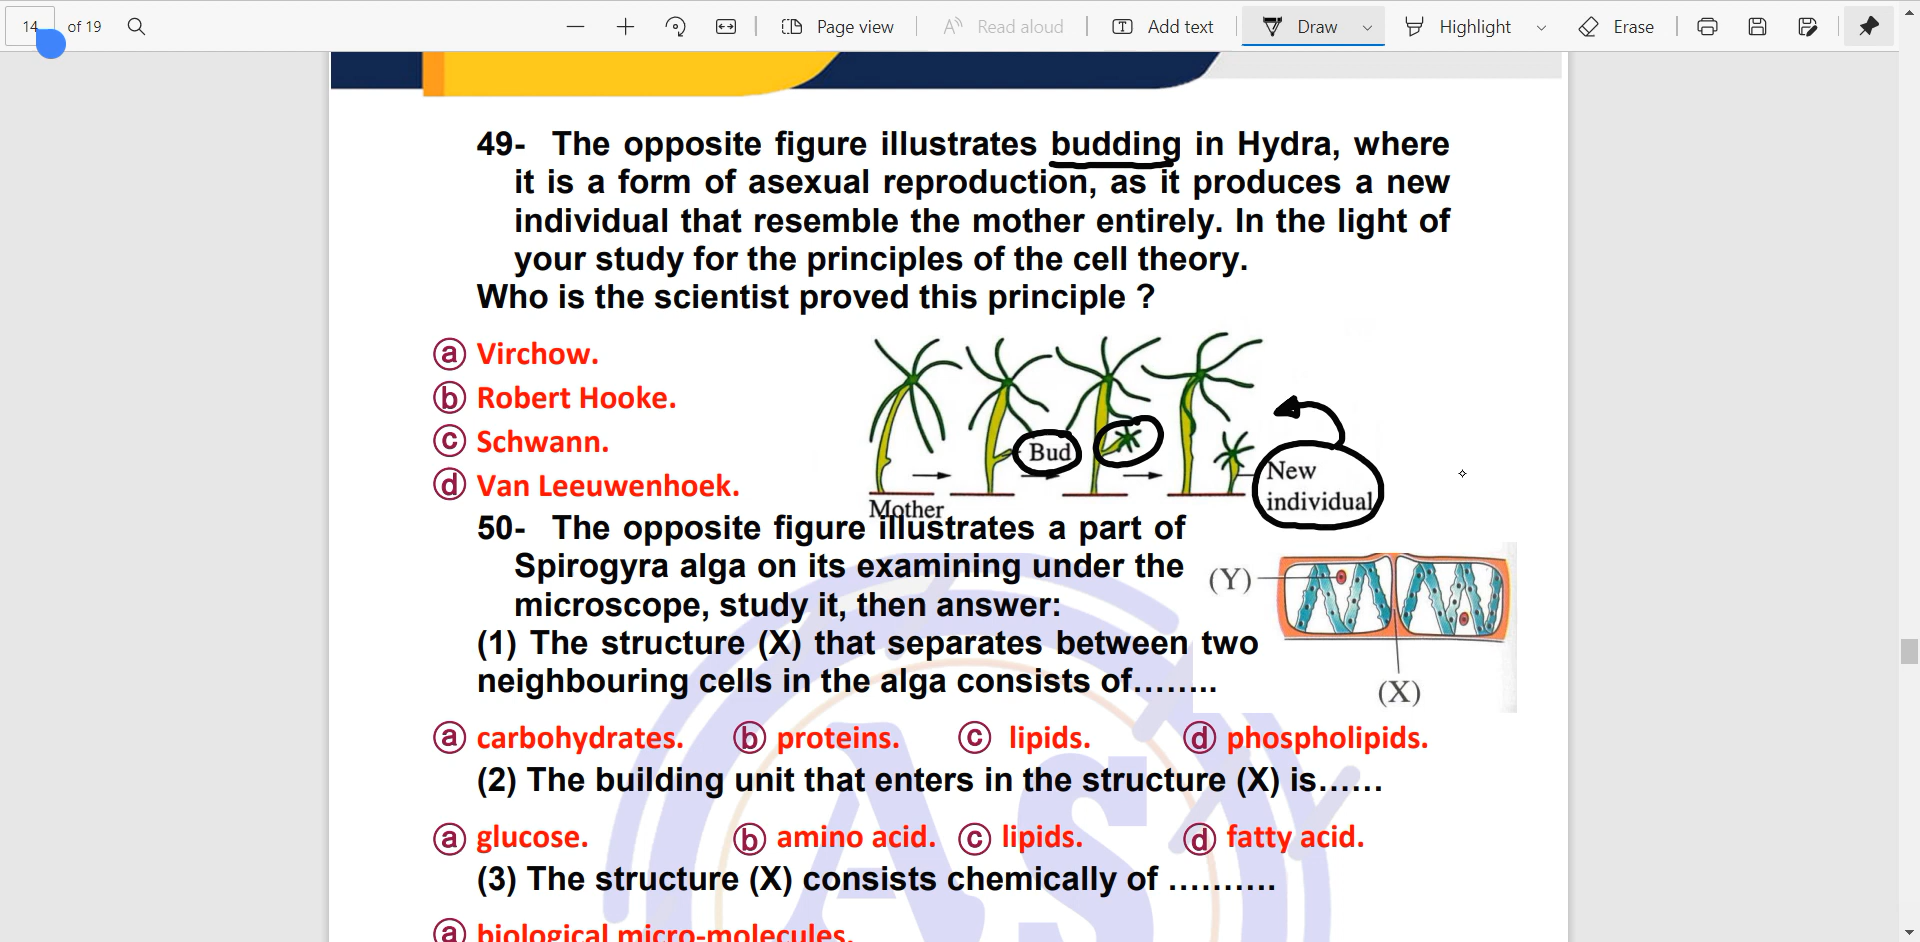 14 of 19 Page view Read aloud Add text Draw Highlight Erase
49- The opposite figure illustrates budding in Hydra, where
it is a form of asexual reproduction, as it produces a new
individual that resemble the mother entirely. In the light of
your study for the principles of the cell theory.
Who is the scientist proved this principle ?
a Virchow.
b Robert Hooke.
c Schwann.
d Van Leeuwenhoek.
Bud
New
individual
Mother
50- The opposite figure illustrates a part of
Spirogyra alga on its examining under the
microscope, study it, then answer:
(Y)
(X)
(1) The structure (X) that separates between two
neighbouring cells in the alga consists of........
a carbohydrates. b proteins. c lipids. d phospholipids.
(2) The building unit that enters in the structure (X) is......
a glucose. b amino acid. c lipids. d fatty acid.
(3) The structure (X) consists chemically of ..........
a biological micro-molecules.
As